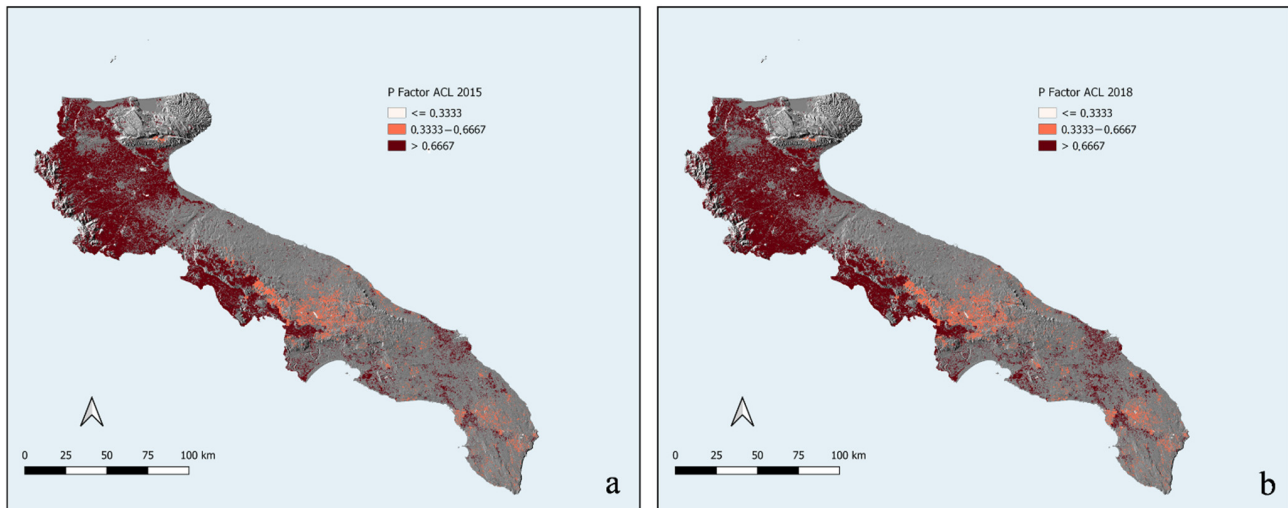 P Factor ACL 2015
<= 0.3333
0.3333–0.6667
> 0.6667
0 25 50 75 100 km
a
P Factor ACL 2018
<= 0.3333
0.3333–0.6667
> 0.6667
0 25 50 75 100 km
b